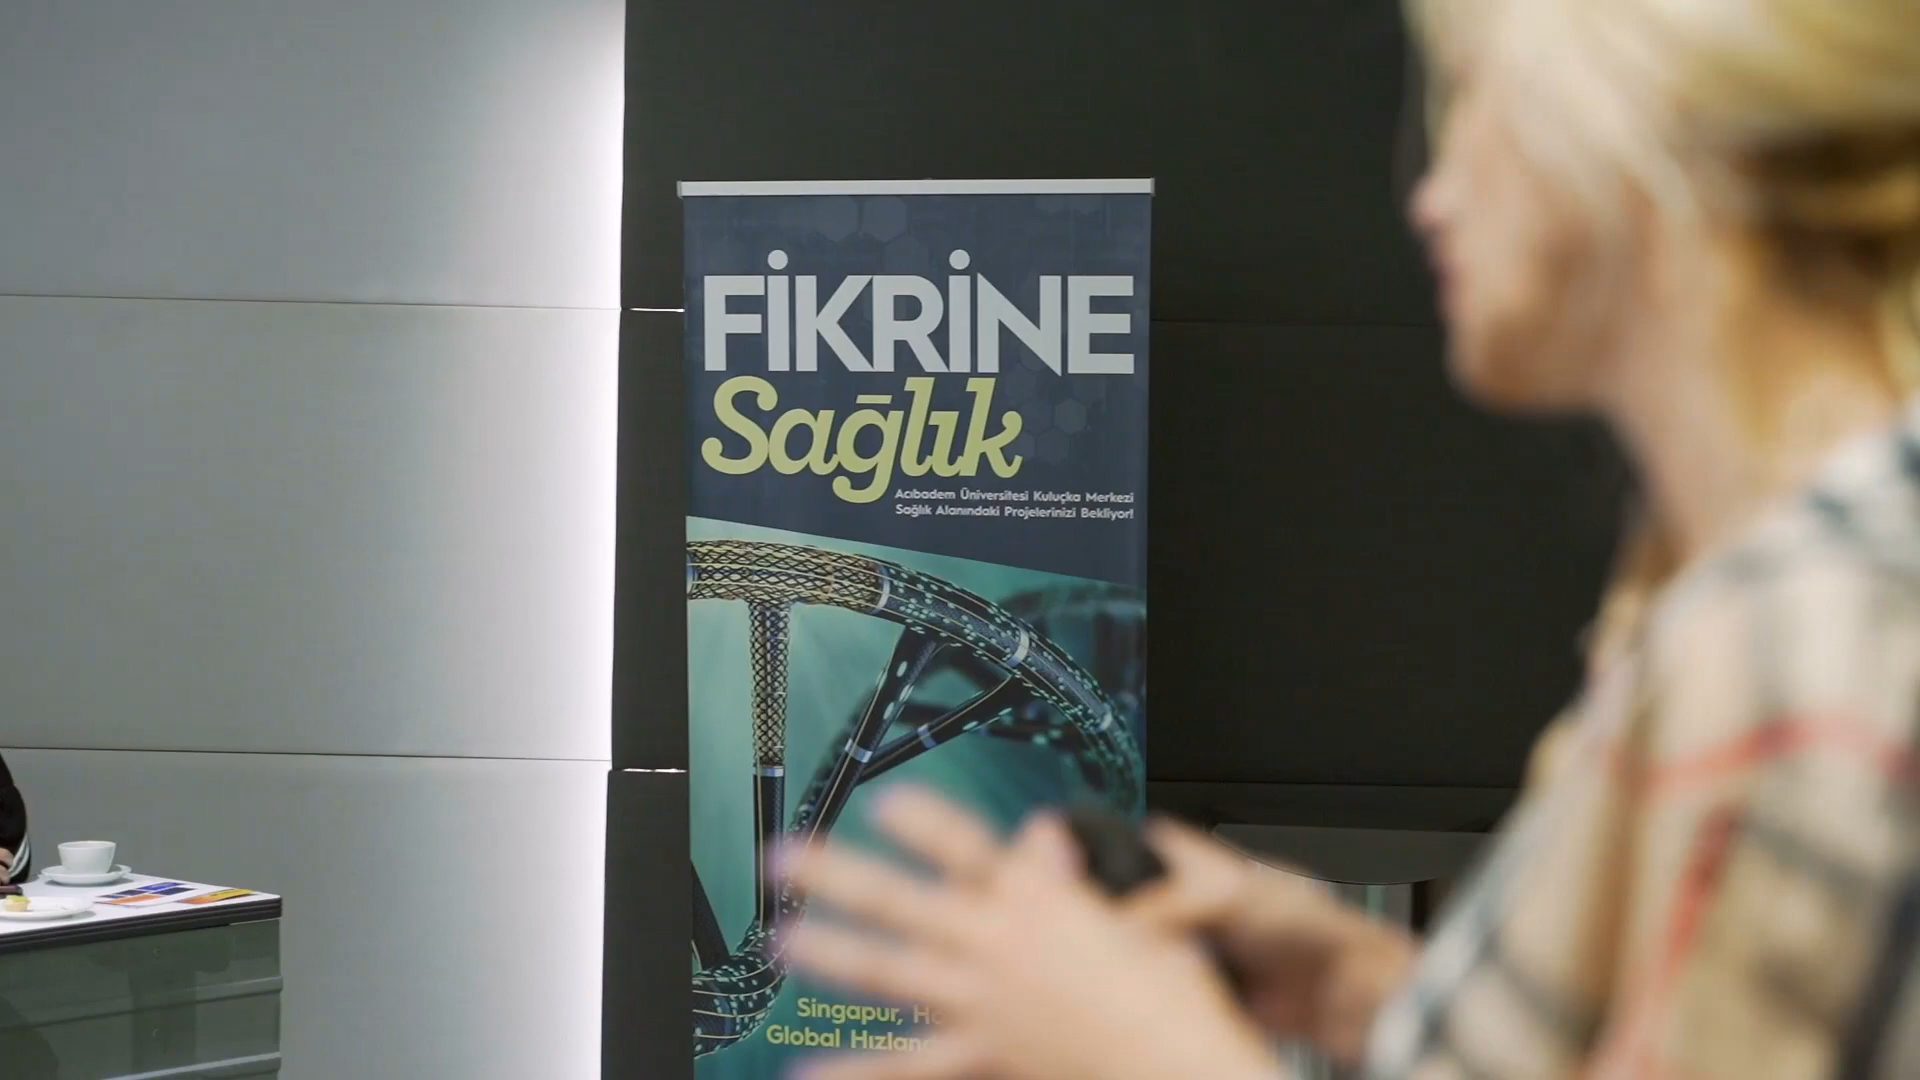 FİKRİNE
Sağlık
Acıbadem Üniversitesi Kuluçka Merkezi
Sağlık Alanındaki Projelerinizi Bekliyor!
Singapur,
Global